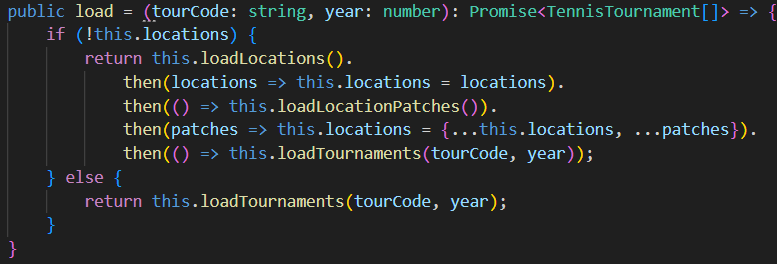 public load = (tourCode: string, year: number): Promise<TennisTournament[]> => {
    if (!this.locations) {
        return this.loadLocations().
            then(locations => this.locations = locations).
            then(() => this.loadLocationPatches()).
            then(patches => this.locations = {...this.locations, ...patches}).
            then(() => this.loadTournaments(tourCode, year));
    } else {
        return this.loadTournaments(tourCode, year);
    }
}